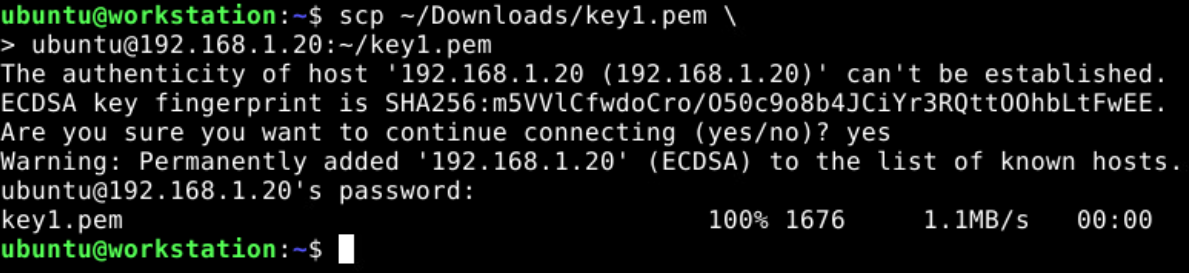 ubuntu@workstation:~$ scp ~/Downloads/key1.pem \
> ubuntu@192.168.1.20:~/key1.pem
The authenticity of host '192.168.1.20 (192.168.1.20)' can't be established.
ECDSA key fingerprint is SHA256:m5VVlCfwdoCro/O50c9o8b4JCiYr3RQttOOhbLtFwEE.
Are you sure you want to continue connecting (yes/no)? yes
Warning: Permanently added '192.168.1.20' (ECDSA) to the list of known hosts.
ubuntu@192.168.1.20's password:
key1.pem 100% 1676 1.1MB/s 00:00
ubuntu@workstation:~$